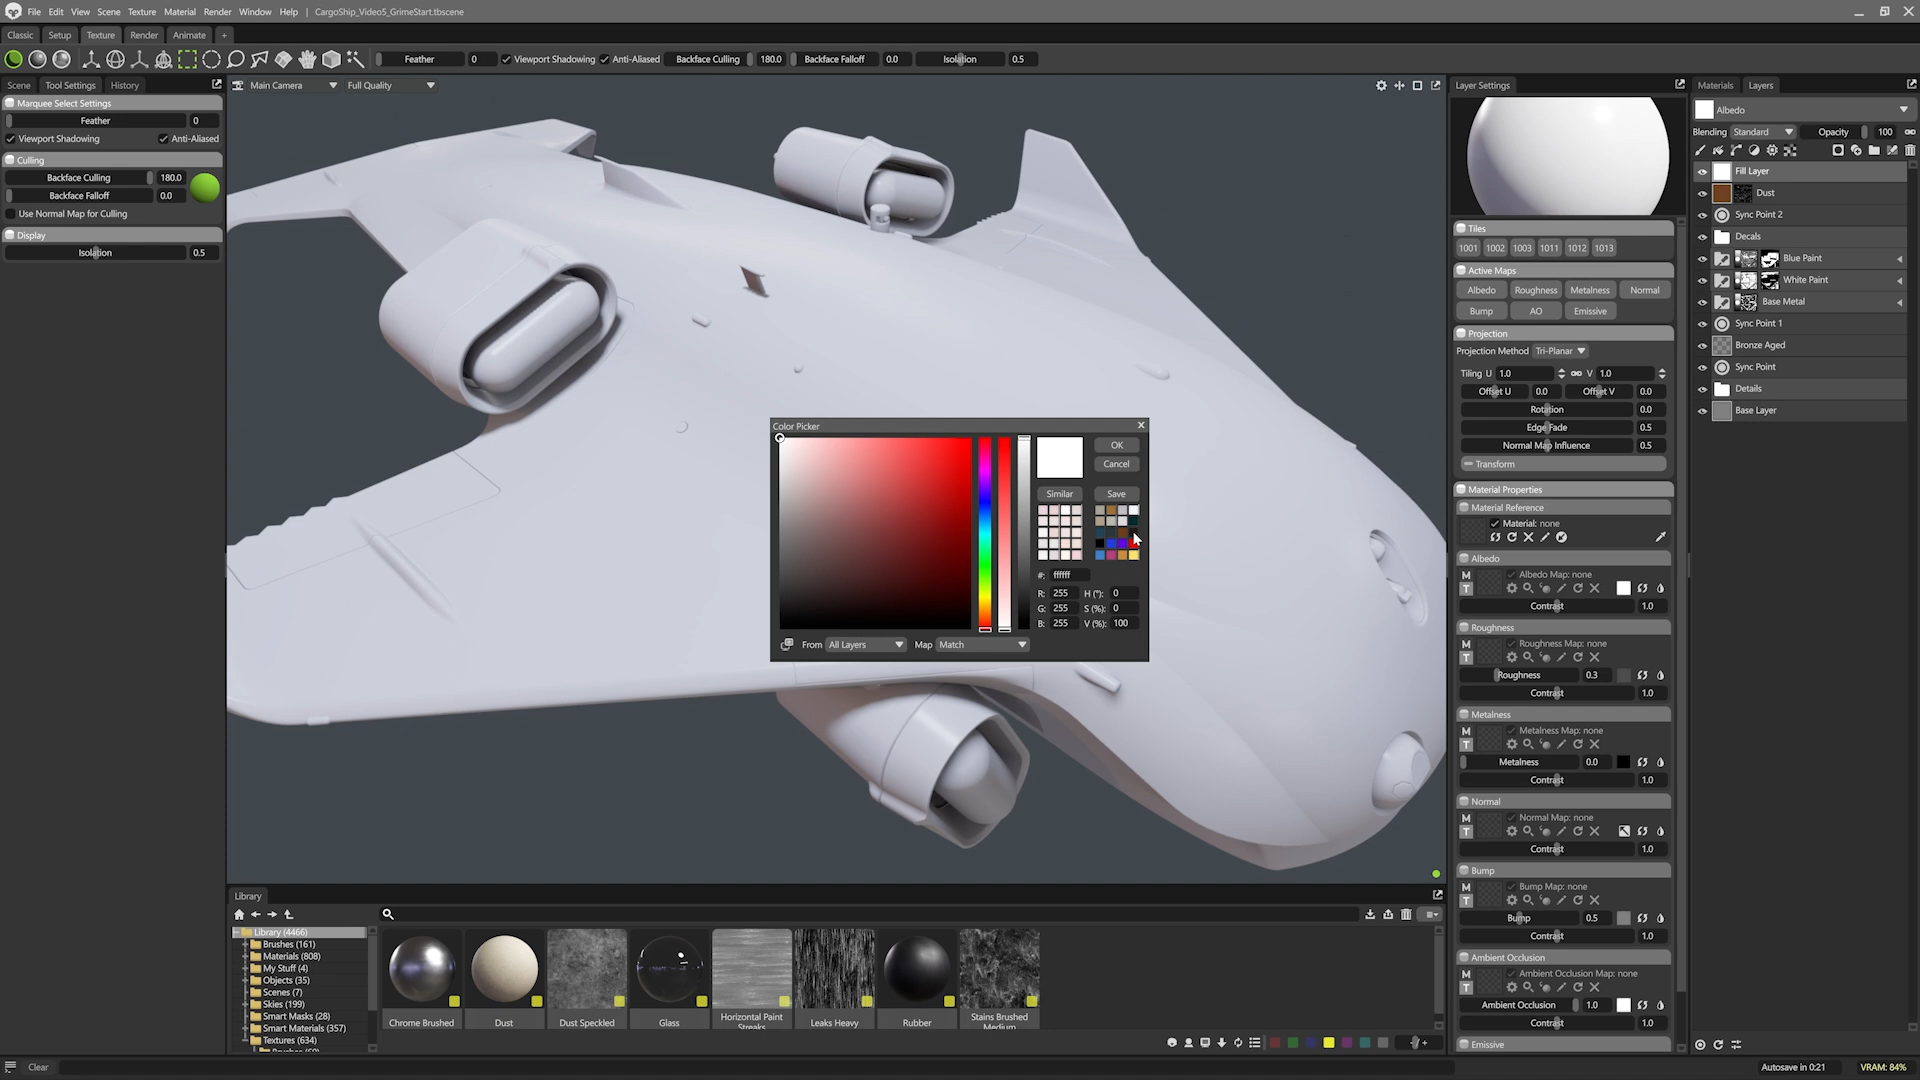 File Edit View Scene Texture Material Render Window Help | CargoShip_Video5_GrimeStart.tbscene
Classic Setup Texture Render Animate +
Feather 0 Viewport Shadowing Anti-Aliased Backface Culling 180.0 Backface Falloff 0.0 Isolation 0.5
Scene Tool Settings History
Marquee Select Settings
Feather 0
Viewport Shadowing Anti-Aliased
Culling
Backface Culling 180.0
Backface Falloff 0.0
Use Normal Map for Culling
Display
Isolation 0.5
Main Camera Full Quality
Color Picker
OK
Cancel
Similar Save
#: ffffff
R: 255 H (°): 0
G: 255 S (%): 0
B: 255 V (%): 100
From All Layers Map Match
Layer Settings
Tiles
1001 1002 1003 1011 1012 1013
Active Maps
Albedo Roughness Metalness Normal
Bump AO Emissive
Projection
Projection Method Tri-Planar
Tiling U 1.0 V 1.0
Offset U 0.0 Offset V 0.0
Rotation 0.0
Edge Fade 0.5
Normal Map Influence 0.5
Transform
Material Properties
Material Reference
Material: none
Albedo
M Albedo Map: none
T
Contrast 1.0
Roughness
M Roughness Map: none
T
Roughness 0.3
Contrast 1.0
Metalness
M Metalness Map: none
T
Metalness 0.0
Contrast 1.0
Normal
M Normal Map: none
T
Contrast 1.0
Bump
M Bump Map: none
T
Bump 0.5
Contrast 1.0
Ambient Occlusion
M Ambient Occlusion Map: none
T
Ambient Occlusion 1.0
Contrast 1.0
Emissive
Materials Layers
Albedo
Blending Standard Opacity 100
Fill Layer
Dust
Sync Point 2
Decals
Blue Paint
White Paint
Base Metal
Sync Point 1
Bronze Aged
Sync Point
Details
Base Layer
Library
Library (4466)
Brushes (161)
Materials (808)
My Stuff (4)
Objects (35)
Scenes (7)
Skies (199)
Smart Masks (28)
Smart Materials (357)
Textures (634)
Chrome Brushed
Dust
Dust Speckled
Glass
Horizontal Paint
Streaks
Leaks Heavy
Rubber
Stains Brushed
Medium
Clear
Autosave in 0:21 VRAM: 84%